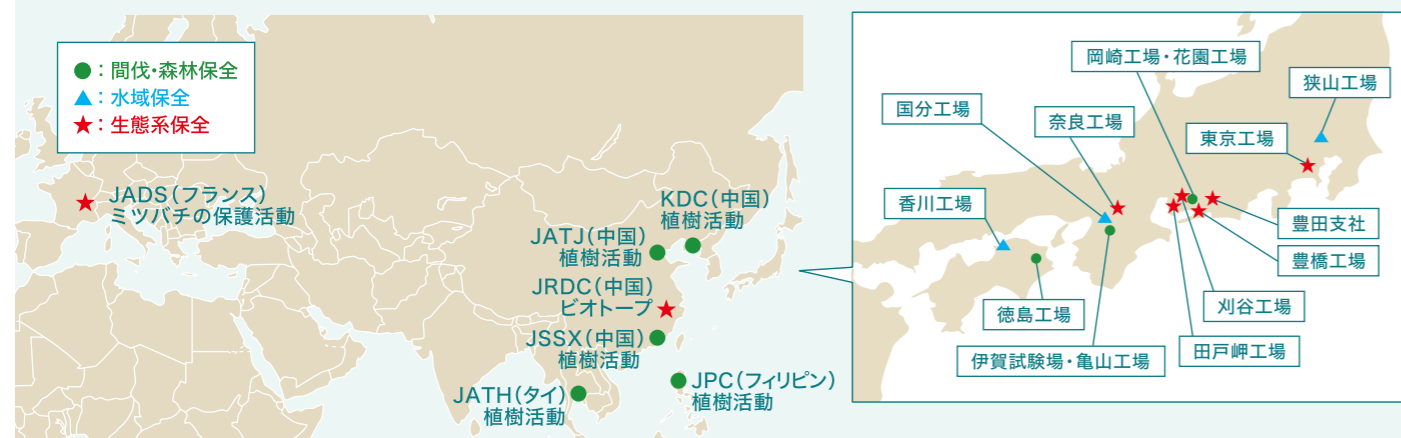 ●：間伐・森林保全
▲：水域保全
★：生態系保全
JADS（フランス）
ミツバチの保護活動
KDC（中国）
植樹活動
JATJ（中国）
植樹活動
JRDC（中国）
ビオトープ
JSSX（中国）
植樹活動
JATH（タイ）
植樹活動
JPC（フィリピン）
植樹活動
岡崎工場・花園工場
狭山工場
国分工場
奈良工場
東京工場
香川工場
豊田支社
豊橋工場
徳島工場
刈谷工場
伊賀試験場・亀山工場
田戸岬工場